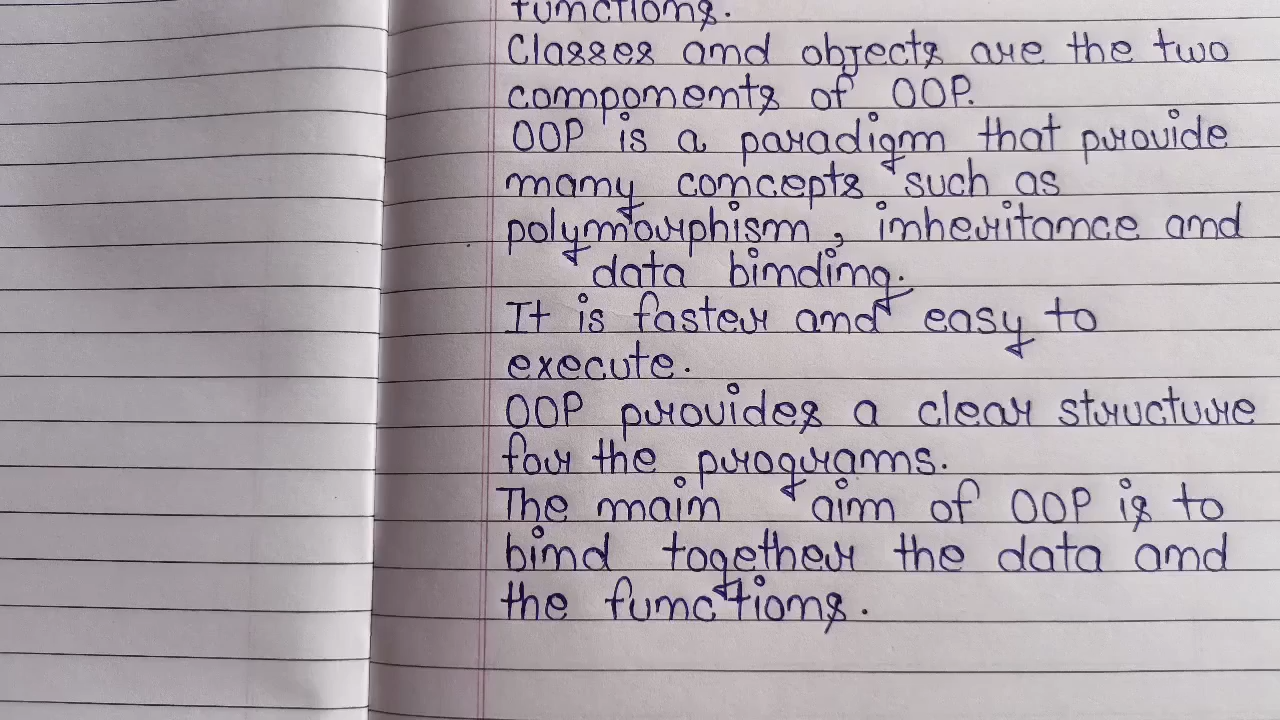 functions.
Classes and objects are the two
components of OOP.
OOP is a paradigm that provide
many concepts such as
polymorphism, inheritance and
data binding.
It is faster and easy to
execute.
OOP provides a clear structure
for the programs.
The main aim of OOP is to
bind together the data and
the functions.